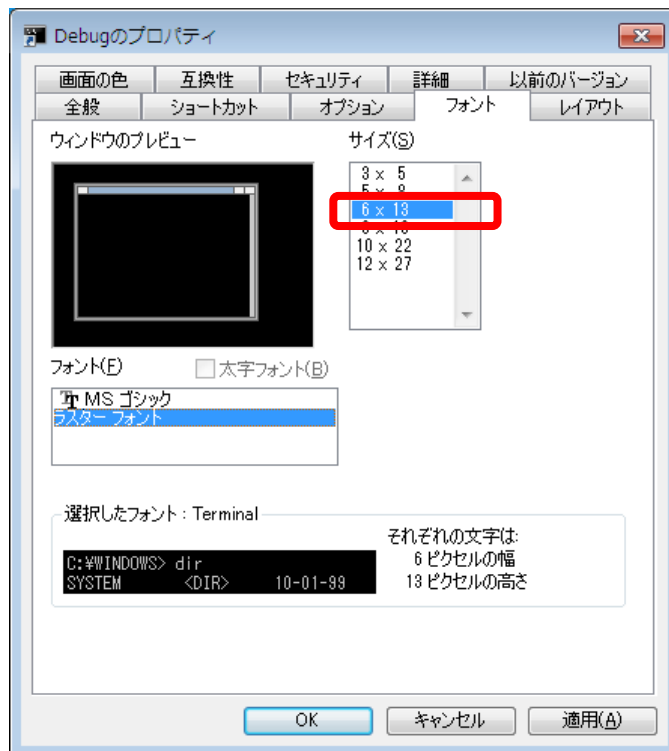 Debugのプロパティ
画面の色 互換性 セキュリティ 詳細 以前のバージョン
全般 ショートカット オプション フォント レイアウト
ウィンドウのプレビュー サイズ(S)
3 x 5
5 x 8
6 x 13
10 x 22
12 x 27
フォント(F) 太字フォント(B)
MS ゴシック
ラスター フォント
選択したフォント : Terminal
それぞれの文字は:
6 ピクセルの幅
13 ピクセルの高さ
C:¥WINDOWS> dir
SYSTEM <DIR> 10-01-99
OK キャンセル 適用(A)